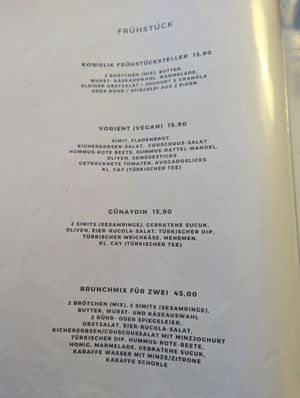 FRÜHSTÜCK
KOWOLIK FRÜHSTÜCKSTELLER 13,90
2 BRÖTCHEN (MIX), BUTTER,
WURST- KÄSEAUSWAHL, MARMELADE,
KLEINER OBSTSALAT + JOGHURT & GRANOLA
ODER RÜHR-/ SPIEGELEI AUS 2 EIERN
VORIENT (VEGAN) 15,90
SIMIT, FLADENBROT,
KICHERERBSEN-SALAT, COUSCOUS-SALAT,
HUMMUS-ROTE BEETE, HUMMUS-DATTEL-MANDEL,
OLIVEN, GEMÜSESTICKS
GETROCKNETE TOMATEN, AVOCADOSLICES
KL. CAY (TÜRKISCHER TEE)
GÜNAYDIN 15,90
2 SIMITS (SESAMRINGE), GEBRATENE SUCUK,
OLIVEN, EIER-RUCOLA-SALAT, TÜRKISCHER DIP,
TÜRKISCHER WEICHKÄSE, MENEMEN,
KL. CAY (TÜRKISCHER TEE)
BRUNCHMIX FÜR ZWEI 45,00
2 BRÖTCHEN (MIX), 2 SIMITS (SESAMRINGE),
BUTTER, WURST- UND KÄSEAUSWAHL
2 RÜHR- ODER SPIEGELEIER,
OBSTSALAT, EIER-RUCOLA-SALAT,
KICHERERBSEN/COUSCOUSSALAT MIT MINZJOGHURT
TÜRKISCHER DIP, HUMMUS-ROTE-BEETE,
HONIG, MARMELADE, GEBRATENE SUCUK,
KARAFFE WASSER MIT MINZE/ZITRONE
KARAFFE SCHORLE